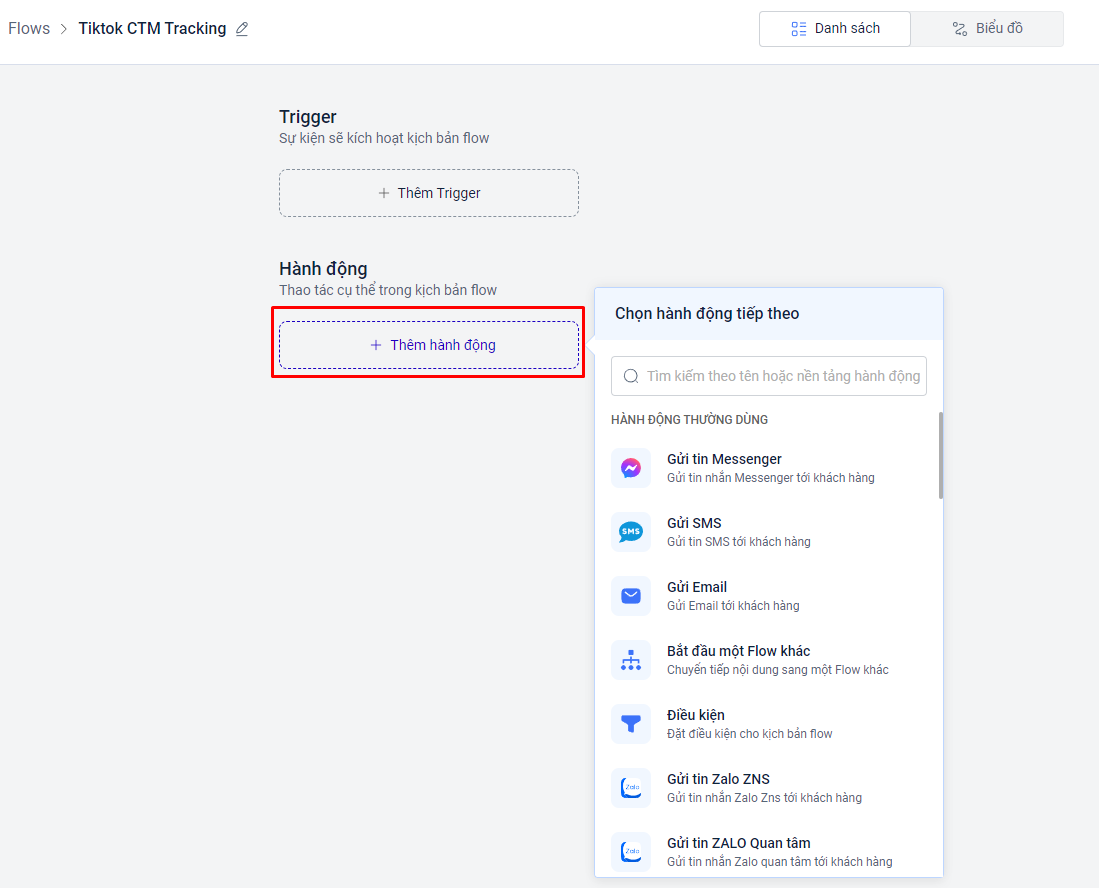 Flows > Tiktok CTM Tracking
Danh sách
Biểu đồ
Trigger
Sự kiện sẽ kích hoạt kịch bản flow
+ Thêm Trigger
Hành động
Thao tác cụ thể trong kịch bản flow
+ Thêm hành động
Chọn hành động tiếp theo
Tìm kiếm theo tên hoặc nền tảng hành động
HÀNH ĐỘNG THƯỜNG DÙNG
Gửi tin Messenger
Gửi tin nhắn Messenger tới khách hàng
SMS
Gửi SMS
Gửi tin SMS tới khách hàng
Gửi Email
Gửi Email tới khách hàng
Bắt đầu một Flow khác
Chuyển tiếp nội dung sang một Flow khác
Điều kiện
Đặt điều kiện cho kịch bản flow
Zalo
Gửi tin Zalo ZNS
Gửi tin nhắn Zalo Zns tới khách hàng
Zalo
Gửi tin ZALO Quan tâm
Gửi tin nhắn Zalo quan tâm tới khách hàng